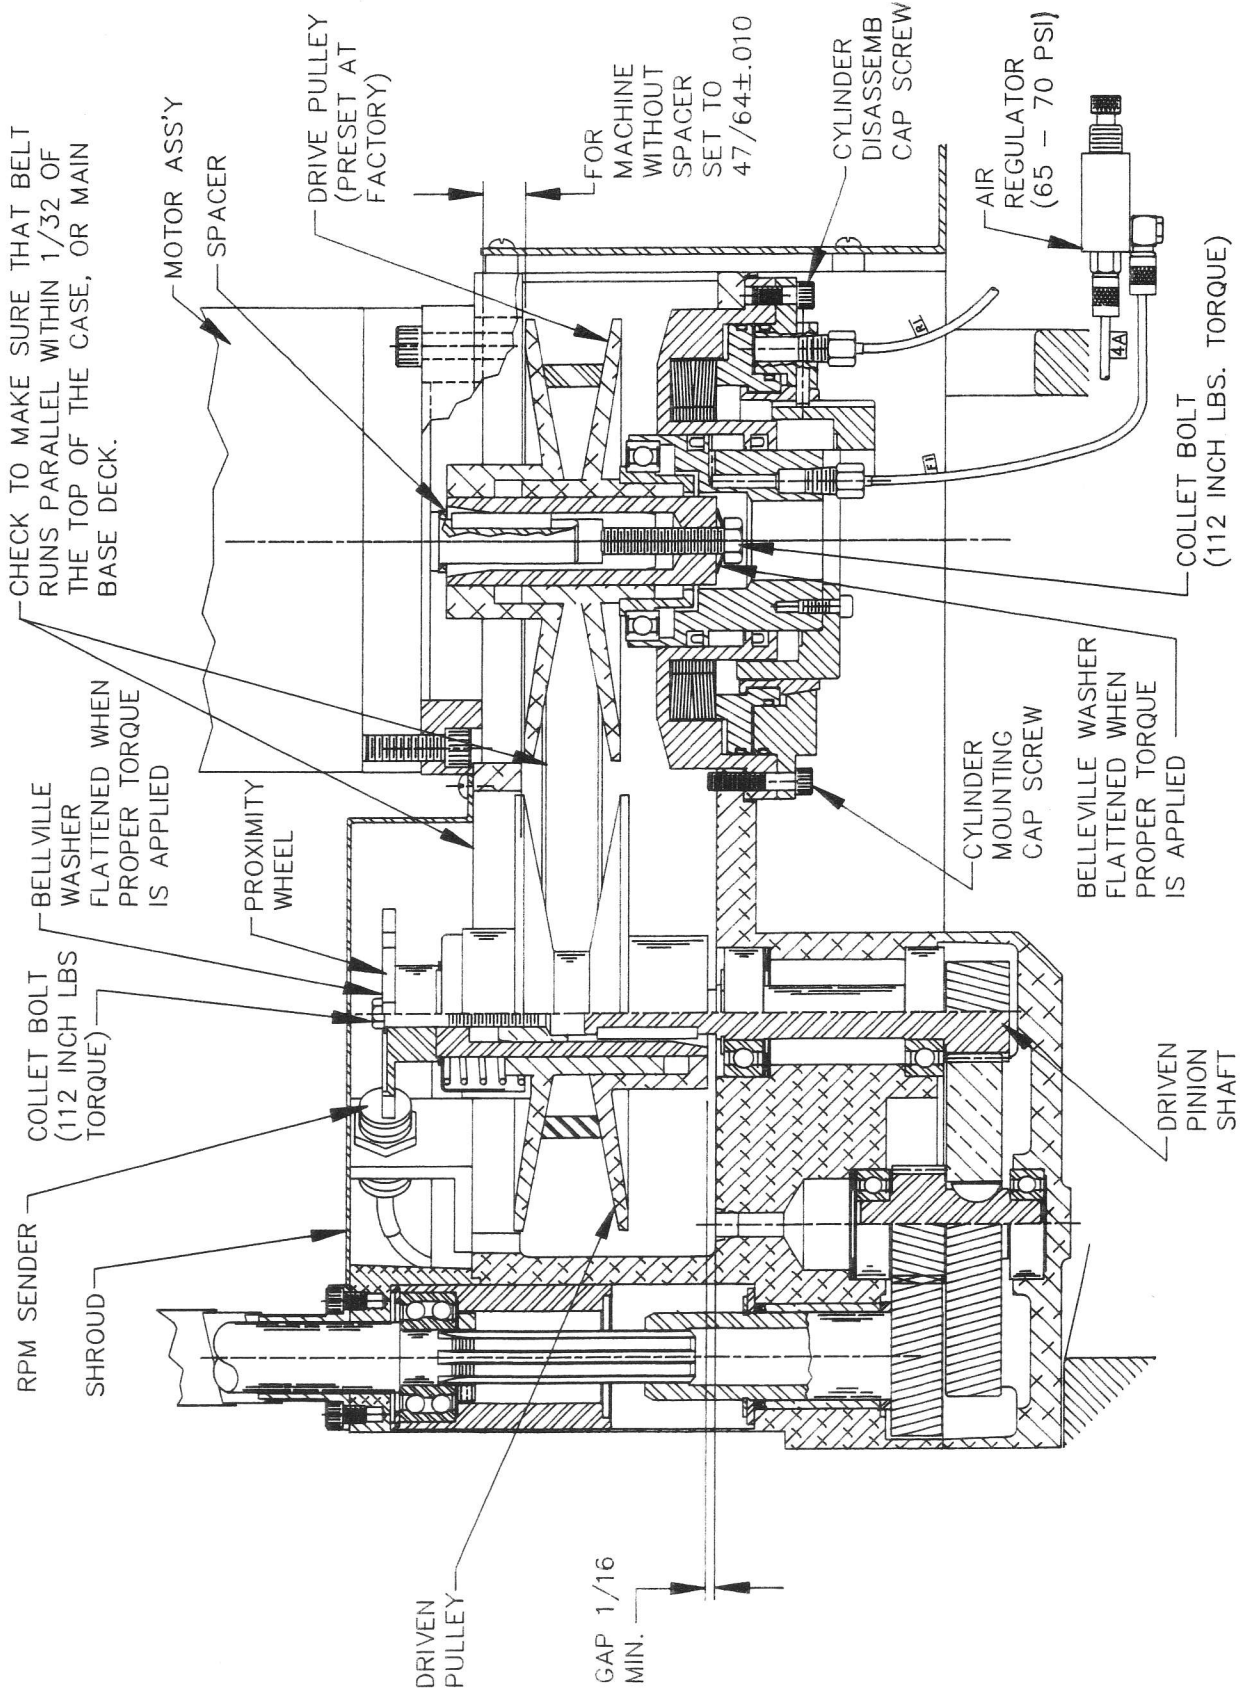 CHECK TO MAKE SURE THAT BELT
RUNS PARALLEL WITHIN 1/32 OF
THE TOP OF THE CASE, OR MAIN
BASE DECK.
MOTOR ASS'Y
SPACER
DRIVE PULLEY
(PRESET AT
FACTORY)
FOR
MACHINE
WITHOUT
SPACER
SET TO
47/64±.010
CYLINDER
DISASSEMB
CAP SCREW
AIR
REGULATOR
(65 - 70 PSI)
R1
4A
F1
COLLET BOLT
(112 INCH LBS. TORQUE)
BELLEVILLE WASHER
FLATTENED WHEN
PROPER TORQUE
IS APPLIED
CYLINDER
MOUNTING
CAP SCREW
BELLVILLE
WASHER
FLATTENED WHEN
PROPER TORQUE
IS APPLIED
PROXIMITY
WHEEL
COLLET BOLT
(112 INCH LBS
TORQUE)
RPM SENDER
SHROUD
DRIVEN
PINION
SHAFT
DRIVEN
PULLEY
GAP 1/16
MIN.